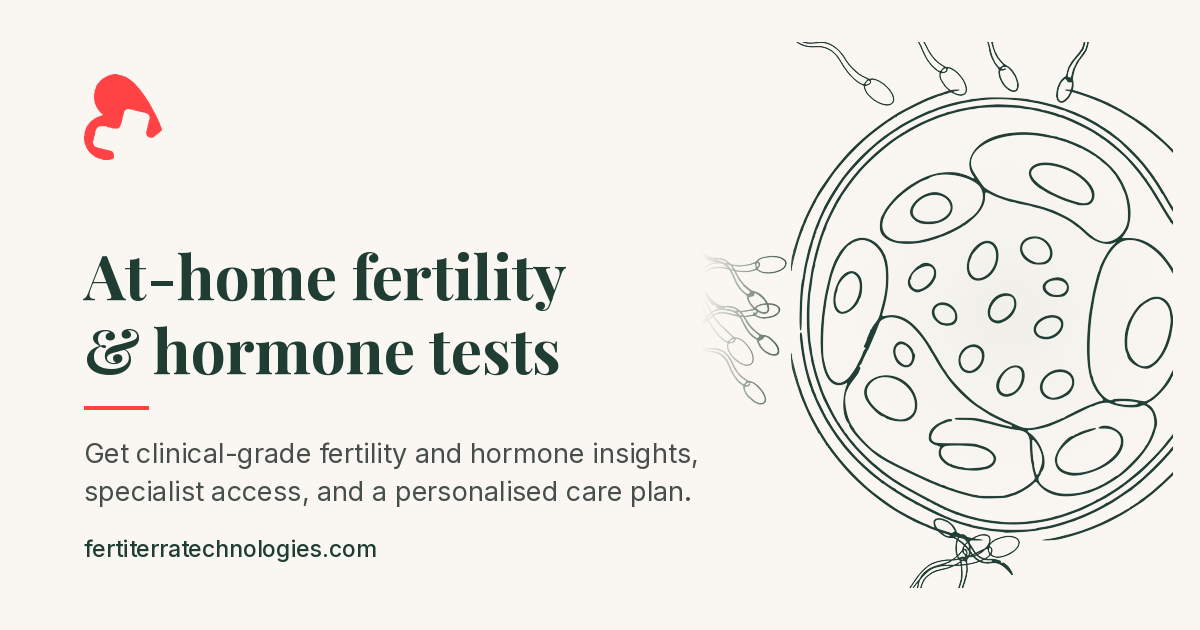 At-home fertility
& hormone tests
Get clinical-grade fertility and hormone insights,
specialist access, and a personalised care plan.
fertiterratechnologies.com